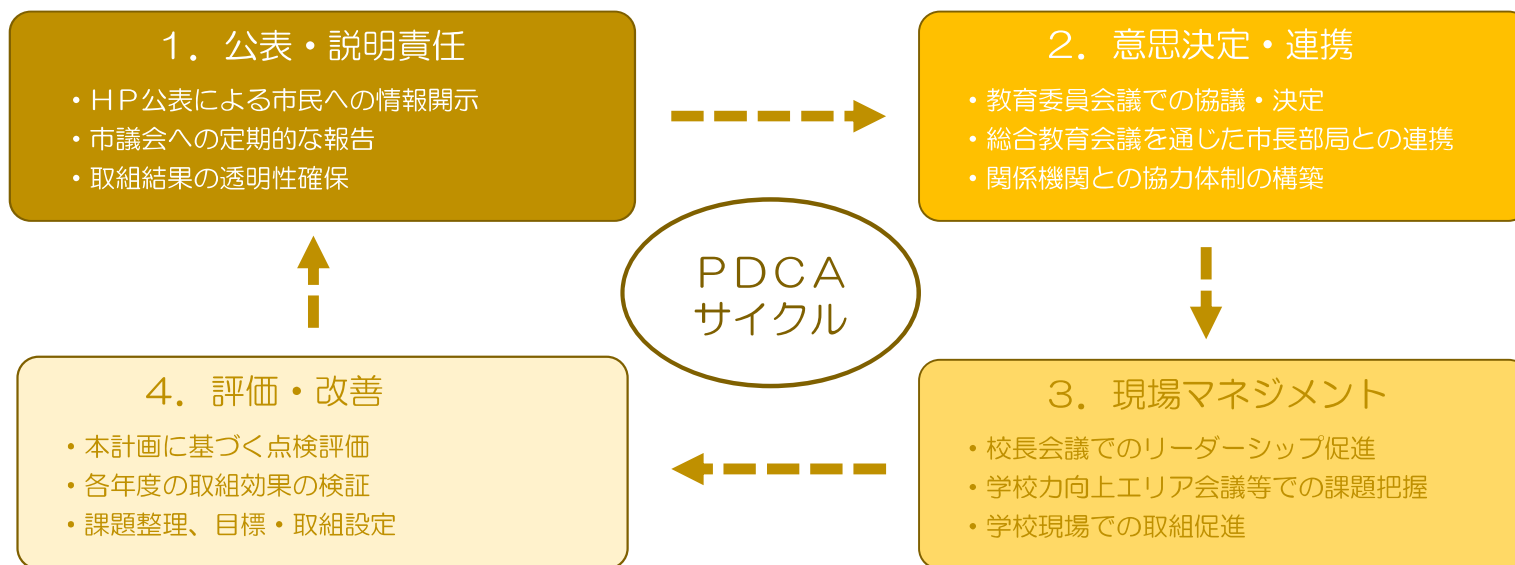 １．公表・説明責任
・ＨＰ公表による市民への情報開示
・市議会への定期的な報告
・取組結果の透明性確保
２．意思決定・連携
・教育委員会議での協議・決定
・総合教育会議を通じた市長部局との連携
・関係機関との協力体制の構築
ＰＤＣＡ
サイクル
４．評価・改善
・本計画に基づく点検評価
・各年度の取組効果の検証
・課題整理、目標・取組設定
３．現場マネジメント
・校長会議でのリーダーシップ促進
・学校力向上エリア会議等での課題把握
・学校現場での取組促進